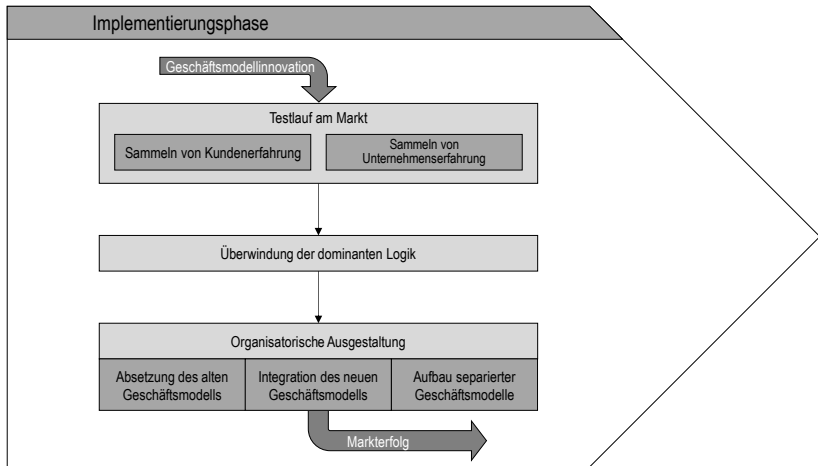 Implementierungsphase
Geschäftsmodellinnovation
Testlauf am Markt
Sammeln von Kundenerfahrung
Sammeln von
Unternehmenserfahrung
Überwindung der dominanten Logik
Organisatorische Ausgestaltung
Absetzung des alten
Geschäftsmodells
Integration des neuen
Geschäftsmodells
Aufbau separierter
Geschäftsmodelle
Markterfolg